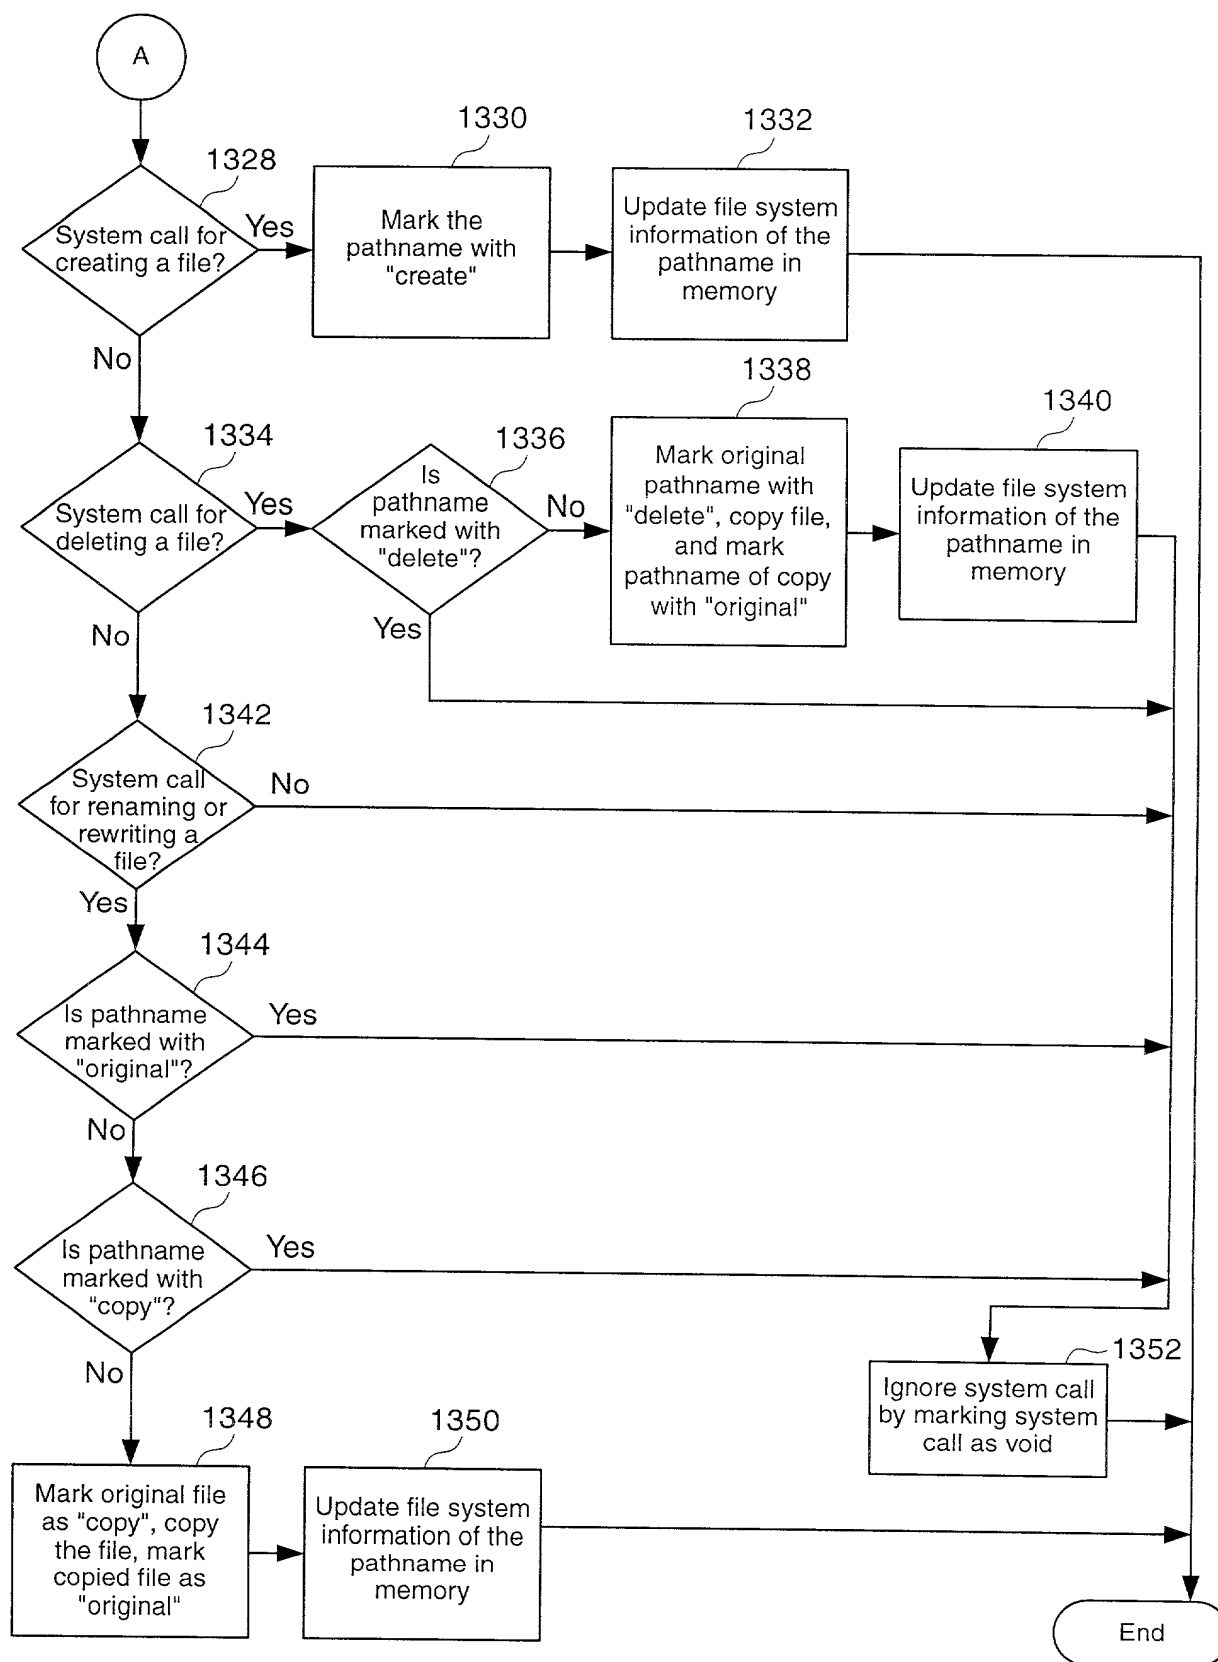 A
1328
System call for
creating a file?
Yes
No
1330
Mark the
pathname with
"create"
1332
Update file system
information of the
pathname in
memory
1334
System call for
deleting a file?
Yes
No
1336
Is
pathname
marked with
"delete"?
No
Yes
1338
Mark original
pathname with
"delete", copy file,
and mark
pathname of copy
with "original"
1340
Update file system
information of the
pathname in
memory
1342
System call
for renaming or
rewriting a
file?
No
Yes
1344
Is pathname
marked with
"original"?
Yes
No
1346
Is pathname
marked with
"copy"?
Yes
No
1348
Mark original file
as "copy", copy
the file, mark
copied file as
"original"
1350
Update file system
information of the
pathname in
memory
1352
Ignore system call
by marking system
call as void
End